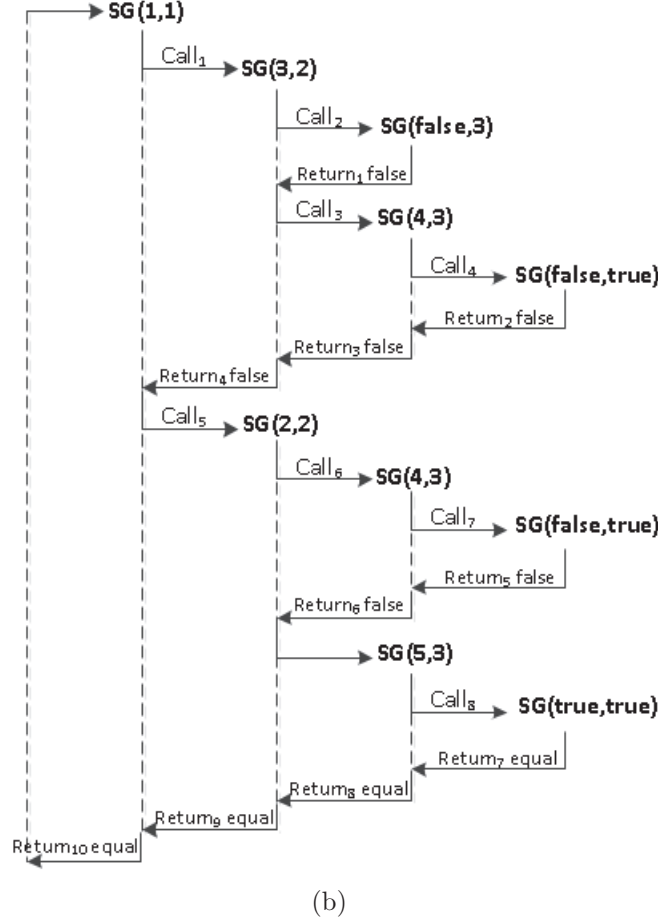 SG(1,1)
Call₁ SG(3,2)
Call₂ SG(false,3)
Return₁ false
Call₃ SG(4,3)
Call₄ SG(false,true)
Return₂ false
Return₃ false
Return₄ false
Call₅ SG(2,2)
Call₆ SG(4,3)
Call₇ SG(false,true)
Return₅ false
Return₆ false
SG(5,3)
Call₈ SG(true,true)
Return₇ equal
Return₈ equal
Return₉ equal
Return₁₀ equal
(b)